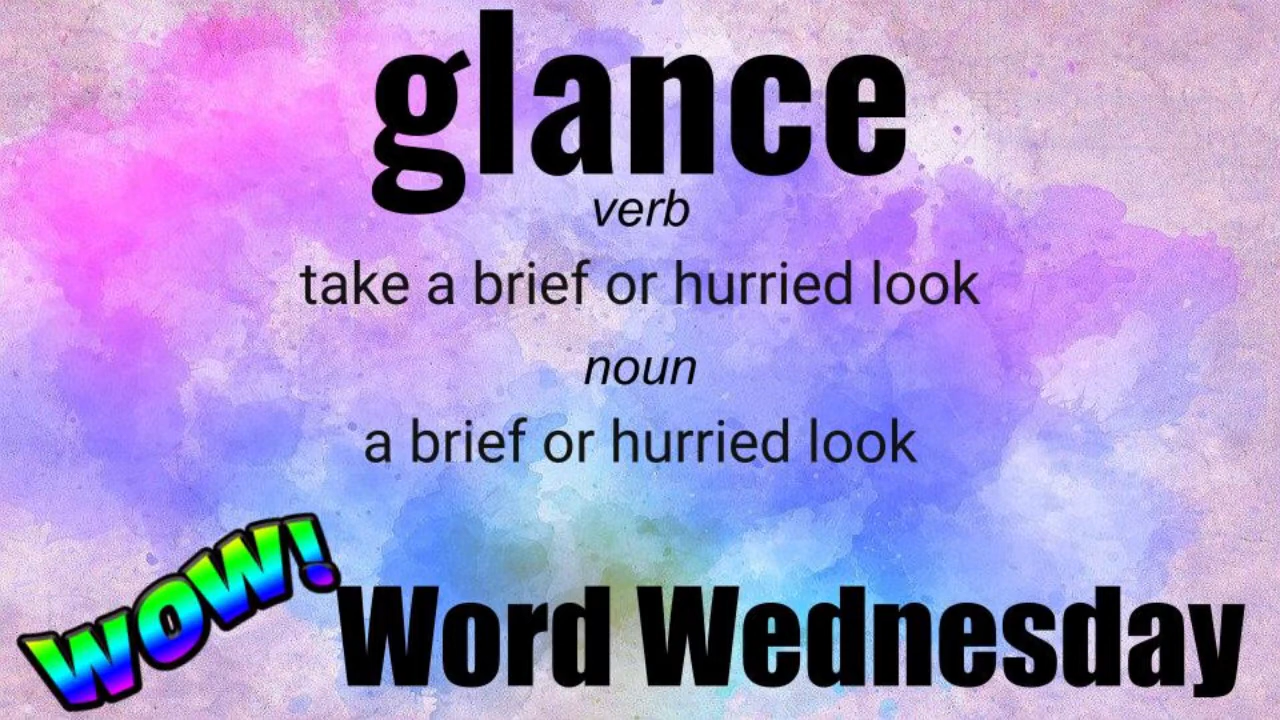 glance
verb
take a brief or hurried look
noun
a brief or hurried look
WOW!
Word Wednesday